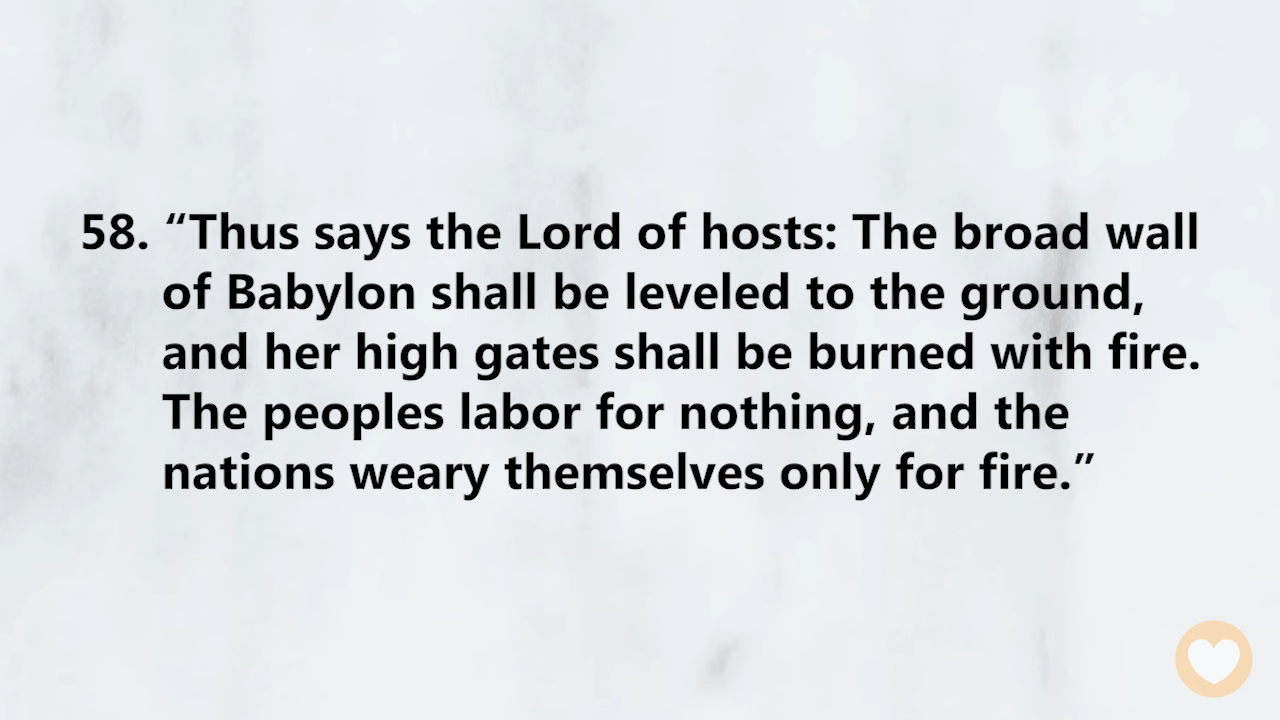 58. “Thus says the Lord of hosts: The broad wall
of Babylon shall be leveled to the ground,
and her high gates shall be burned with fire.
The peoples labor for nothing, and the
nations weary themselves only for fire.”